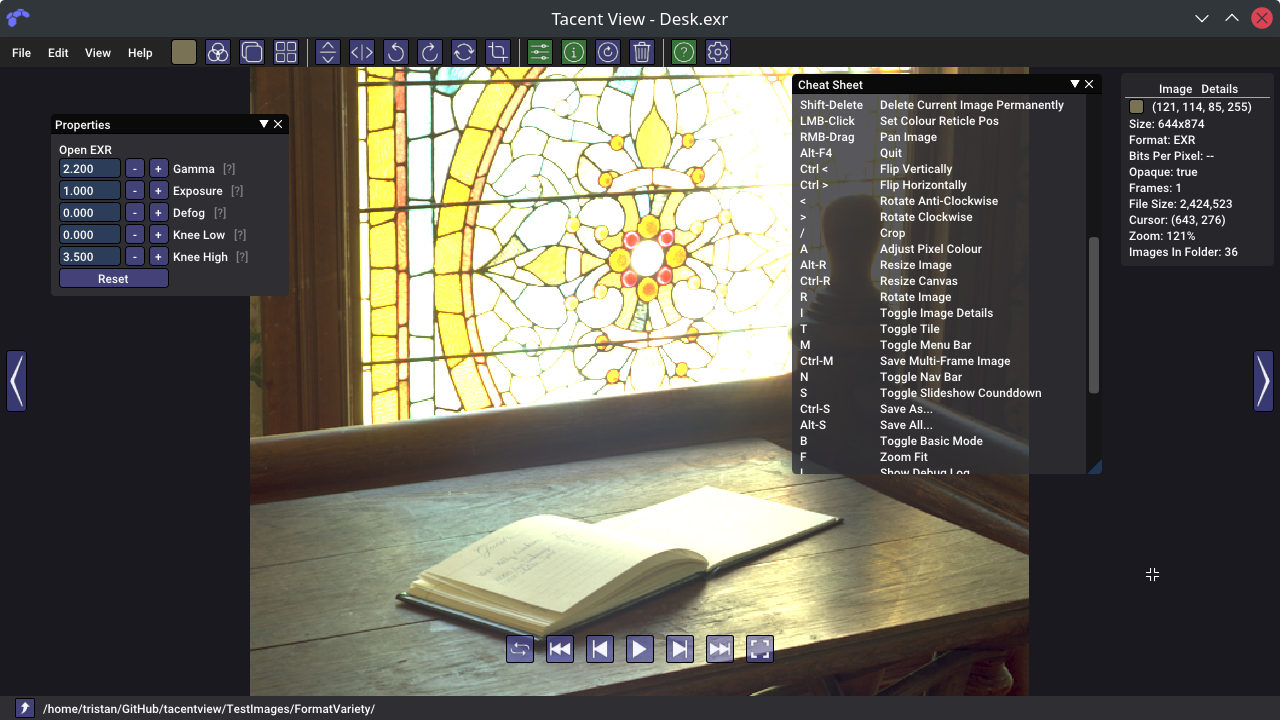 Tacent View - Desk.exr
File Edit View Help
Properties
Open EXR
2.200 - + Gamma [?]
1.000 - + Exposure [?]
0.000 - + Defog [?]
0.000 - + Knee Low [?]
3.500 - + Knee High [?]
Reset
Cheat Sheet
Shift-Delete Delete Current Image Permanently
LMB-Click Set Colour Reticle Pos
RMB-Drag Pan Image
Alt-F4 Quit
Ctrl < Flip Vertically
Ctrl > Flip Horizontally
< Rotate Anti-Clockwise
> Rotate Clockwise
/ Crop
A Adjust Pixel Colour
Alt-R Resize Image
Ctrl-R Resize Canvas
R Rotate Image
I Toggle Image Details
T Toggle Tile
M Toggle Menu Bar
Ctrl-M Save Multi-Frame Image
N Toggle Nav Bar
S Toggle Slideshow Counddown
Ctrl-S Save As...
Alt-S Save All...
B Toggle Basic Mode
F Zoom Fit
L Show Debug Log
Image Details
(121, 114, 85, 255)
Size: 644x874
Format: EXR
Bits Per Pixel: --
Opaque: true
Frames: 1
File Size: 2,424,523
Cursor: (643, 276)
Zoom: 121%
Images In Folder: 36
/home/tristan/GitHub/tacentview/TestImages/FormatVariety/